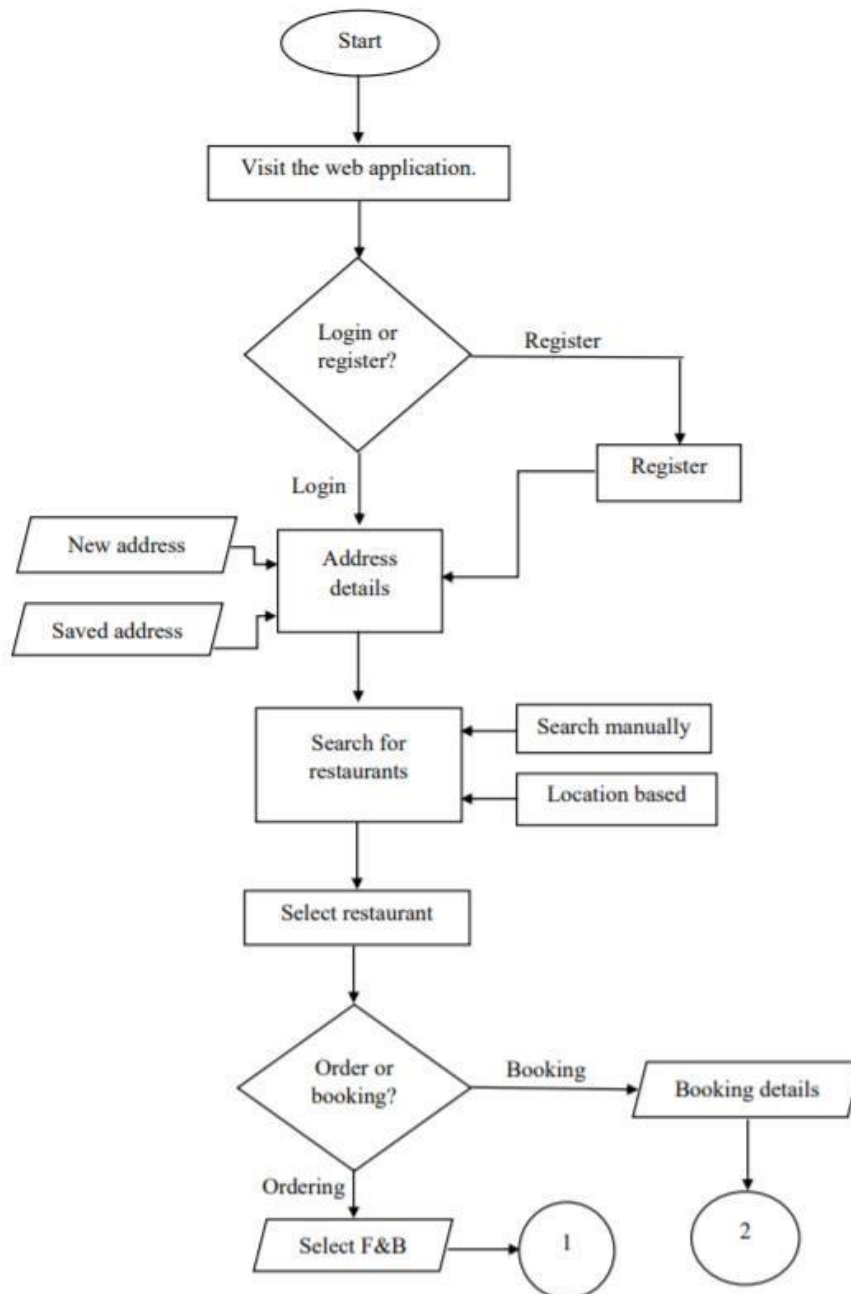 Start
Visit the web application.
Login or
register?
Register
Register
Login
New address
Address
details
Saved address
Search for
restaurants
Search manually
Location based
Select restaurant
Order or
booking?
Booking
Booking details
Ordering
Select F&B
1
2